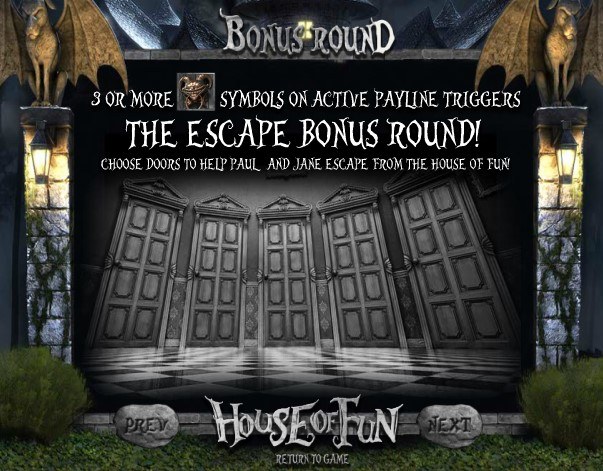 BONUS ROUND
3 OR MORE SYMBOLS ON ACTIVE PAYLINE TRIGGERS
THE ESCAPE BONUS ROUND!
CHOOSE DOORS TO HELP PAUL AND JANE ESCAPE FROM THE HOUSE OF FUN!
PREV
HOUSE OF FUN
NEXT
RETURN TO GAME